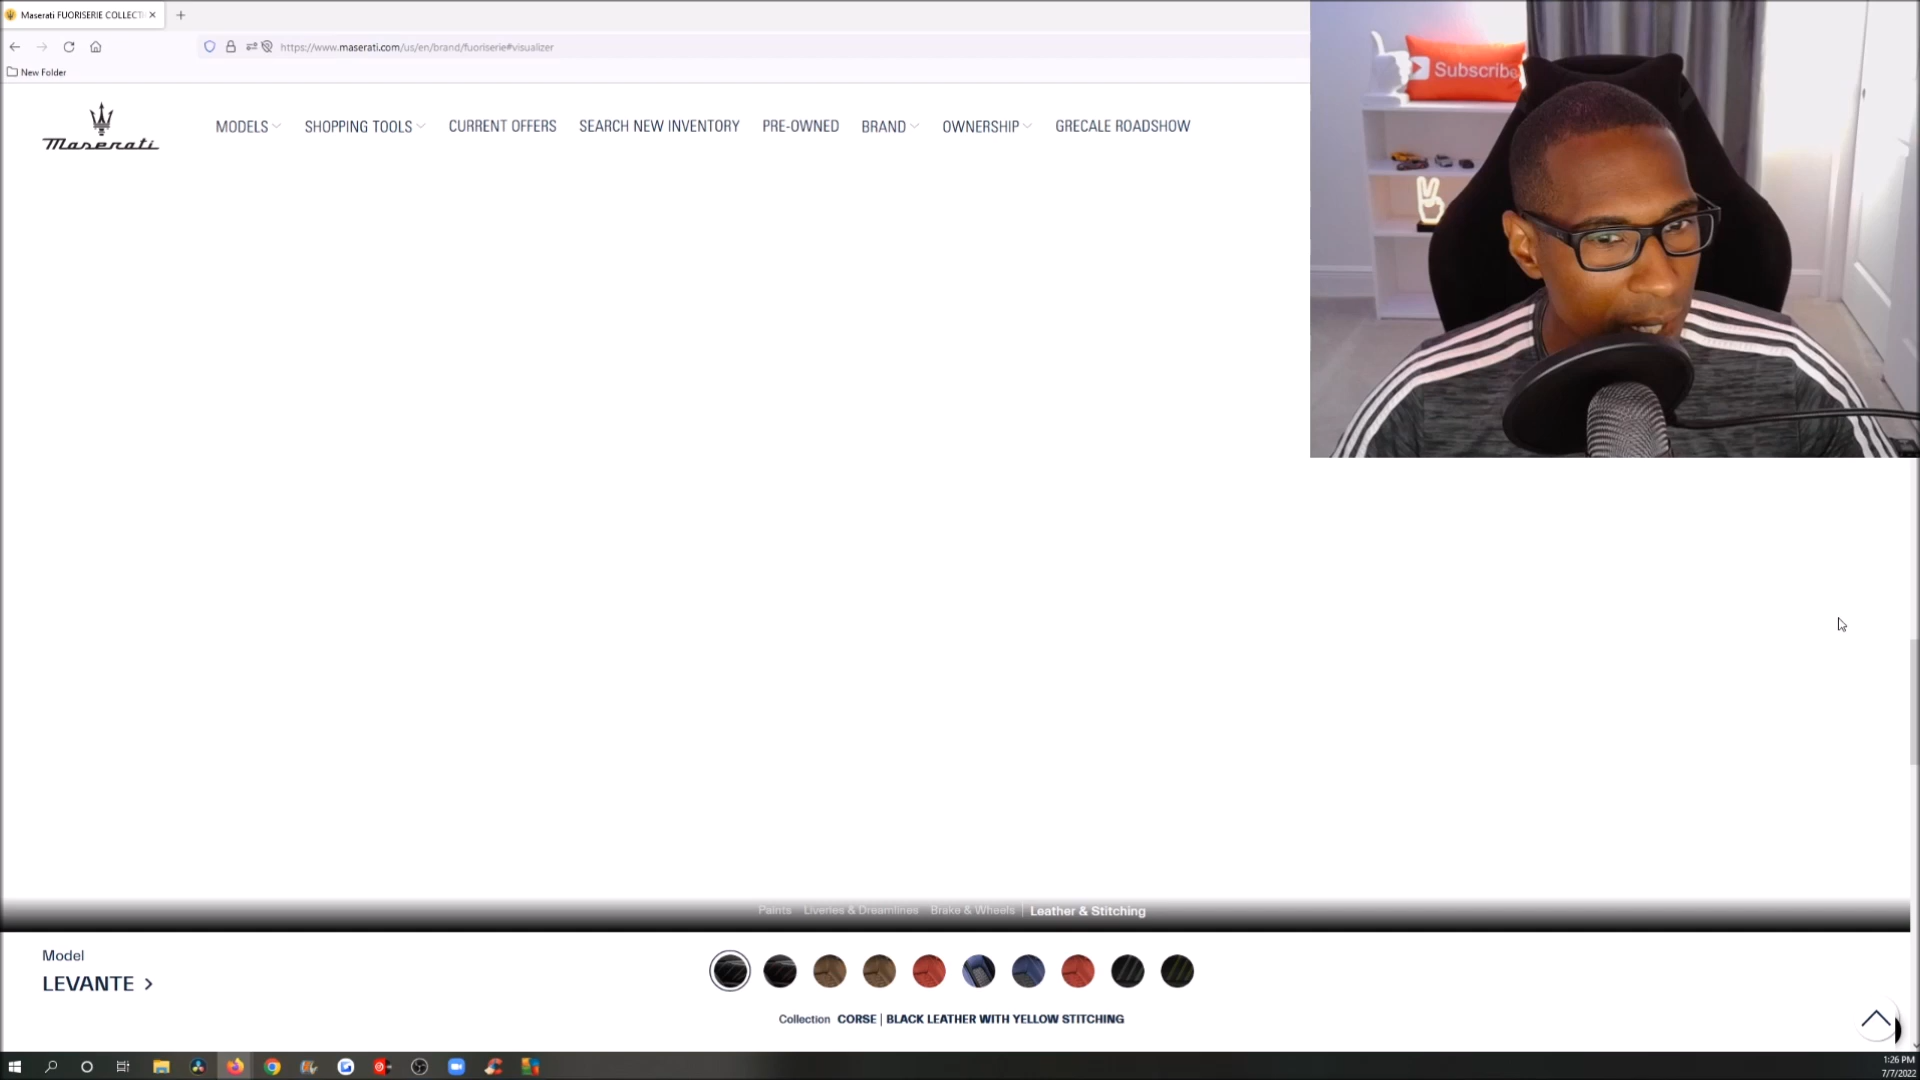 Maserati FUORISERIE COLLECTI
New Folder
https://www.maserati.com/us/en/brand/fuoriserie#visualizer
Subscribe
Maserati
MODELS SHOPPING TOOLS CURRENT OFFERS SEARCH NEW INVENTORY PRE-OWNED BRAND OWNERSHIP GRECALE ROADSHOW
Paints Liveries & Dreamlines Brake & Wheels | Leather & Stitching
Model
LEVANTE >
Collection CORSE | BLACK LEATHER WITH YELLOW STITCHING
1:26 PM
7/7/2022